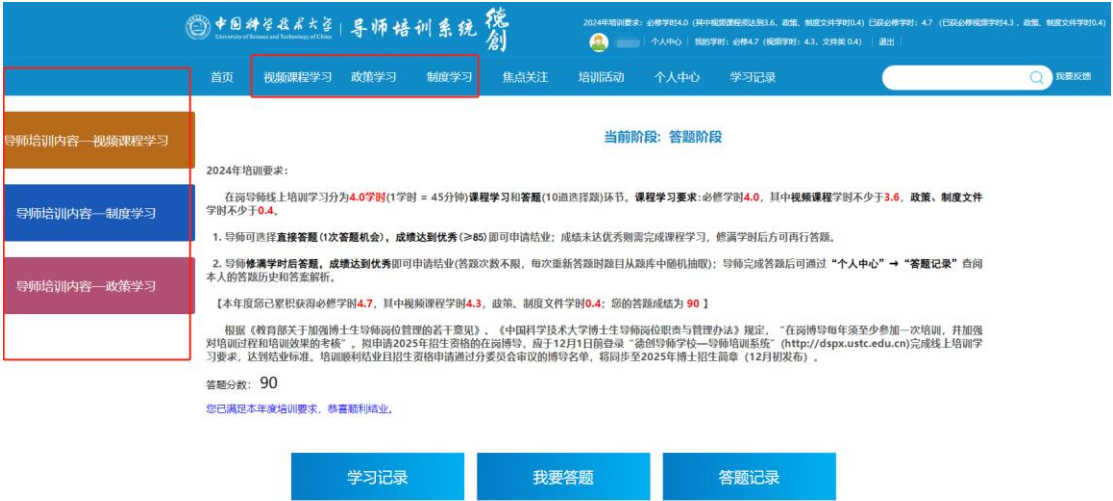 中国科学技术大学
University of Science and Technology of China
导师培训系统
德创
2024年培训要求：必修学时4.0（其中视频课程须达到3.6，政策、制度文件学时0.4）已获必修学时：4.7（已获必修视频学时4.3，政策、制度文件学时0.4）
个人中心 我的学时：必修4.7（视频学时：4.3，文件类 0.4） 退出
首页 视频课程学习 政策学习 制度学习 焦点关注 培训活动 个人中心 学习记录 我要反馈
导师培训内容—视频课程学习
导师培训内容—制度学习
导师培训内容—政策学习
当前阶段：答题阶段
2024年培训要求：
在岗导师线上培训学习分为4.0学时(1学时 = 45分钟)课程学习和答题(10道选择题)环节。课程学习要求:必修学时4.0，其中视频课程学时不少于3.6，政策、制度文件
学时不少于0.4。
1. 导师可选择直接答题(1次答题机会)，成绩达到优秀(≥85)即可申请结业；成绩未达优秀则需完成课程学习，修满学时后方可再行答题。
2. 导师修满学时后答题，成绩达到优秀即可申请结业(答题次数不限，每次重新答题时题目从题库中随机抽取)；导师完成答题后可通过“个人中心”→“答题记录”查阅
本人的答题历史和答案解析。
【本年度您已累积获得必修学时4.7，其中视频课程学时4.3，政策、制度文件学时0.4；您的答题成绩为 90 】
根据《教育部关于加强博士生导师岗位管理的若干意见》、《中国科学技术大学博士生导师岗位职责与管理办法》规定，“在岗博导每年须至少参加一次培训，并加强
对培训过程和培训效果的考核”。拟申请2025年招生资格的在岗博导，应于12月1日前登录“德创导师学校—导师培训系统”(http://dspx.ustc.edu.cn)完成线上培训学
习要求，达到结业标准。培训顺利结业且招生资格申请通过分委员会审议的博导名单，将同步至2025年博士招生简章（12月初发布）。
答题分数：90
您已满足本年度培训要求，恭喜顺利结业。
学习记录 我要答题 答题记录